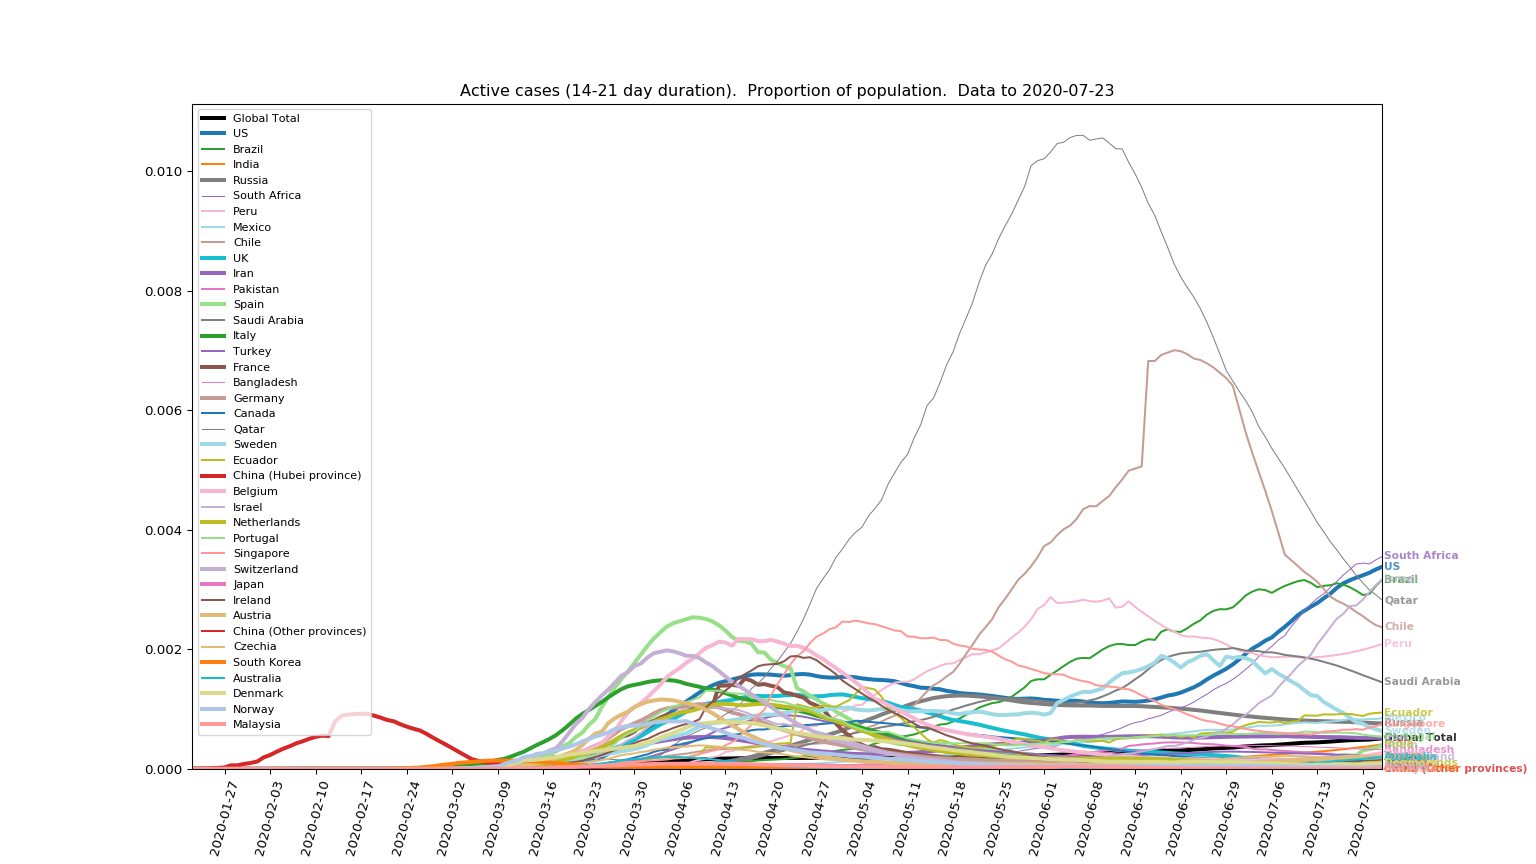 Active cases (14-21 day duration).  Proportion of population.  Data to 2020-07-23
0.010
0.008
0.006
0.004
0.002
0.000
Global Total
US
Brazil
India
Russia
South Africa
Peru
Mexico
Chile
UK
Iran
Pakistan
Spain
Saudi Arabia
Italy
Turkey
France
Bangladesh
Germany
Canada
Qatar
Sweden
Ecuador
China (Hubei province)
Belgium
Israel
Netherlands
Portugal
Singapore
Switzerland
Japan
Ireland
Austria
China (Other provinces)
Czechia
South Korea
Australia
Denmark
Norway
Malaysia
South Africa
US
Brazil
Qatar
Chile
Peru
Saudi Arabia
Ecuador
Russia
Global Total
Bangladesh
China (Other provinces)
2020-01-27
2020-02-03
2020-02-10
2020-02-17
2020-02-24
2020-03-02
2020-03-09
2020-03-16
2020-03-23
2020-03-30
2020-04-06
2020-04-13
2020-04-20
2020-04-27
2020-05-04
2020-05-11
2020-05-18
2020-05-25
2020-06-01
2020-06-08
2020-06-15
2020-06-22
2020-06-29
2020-07-06
2020-07-13
2020-07-20